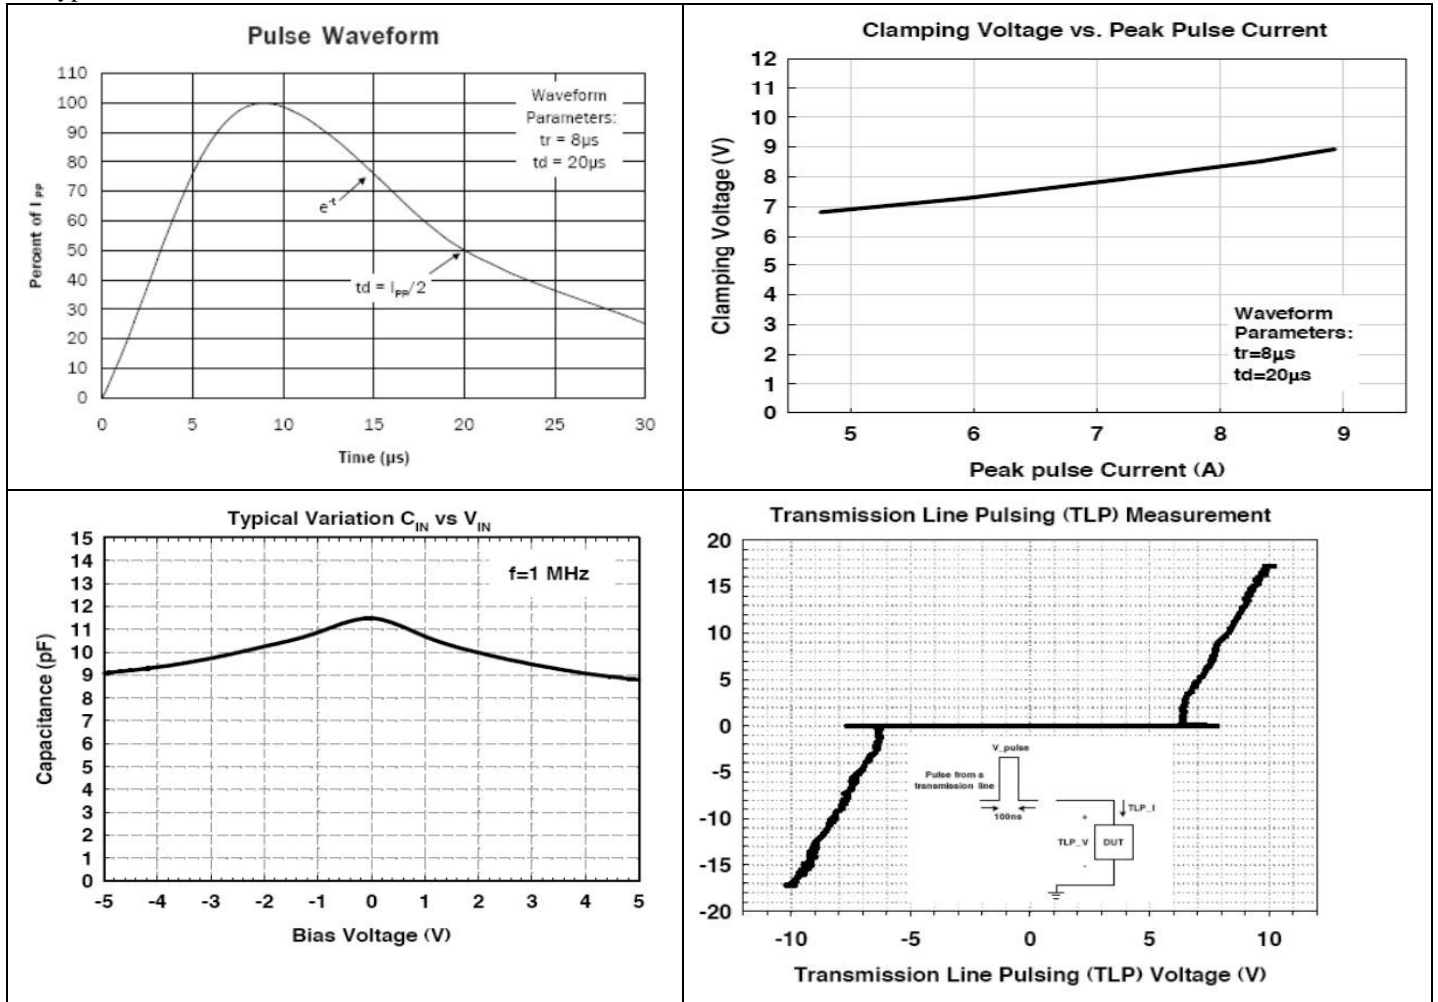 Pulse Waveform
110
100
90
80
70
60
50
40
30
20
10
0
Percent of I PP
Waveform
Parameters:
tr = 8µs
td = 20µs
e-t
td = IPP/2
0 5 10 15 20 25 30
Time (µs)
Clamping Voltage vs. Peak Pulse Current
12
11
10
9
8
7
6
5
4
3
2
1
0
Clamping Voltage (V)
Waveform
Parameters:
tr=8µs
td=20µs
5 6 7 8 9
Peak pulse Current (A)
Typical Variation CIN vs VIN
15
14
13
12
11
10
9
8
7
6
5
4
3
2
1
0
Capacitance (pF)
f=1 MHz
-5 -4 -3 -2 -1 0 1 2 3 4 5
Bias Voltage (V)
Transmission Line Pulsing (TLP) Measurement
20
15
10
5
0
-5
-10
-15
-20
V_pulse
Pulse from a
transmission line
100ns
TLP_I
+
TLP_V DUT
-
-10 -5 0 5 10
Transmission Line Pulsing (TLP) Voltage (V)